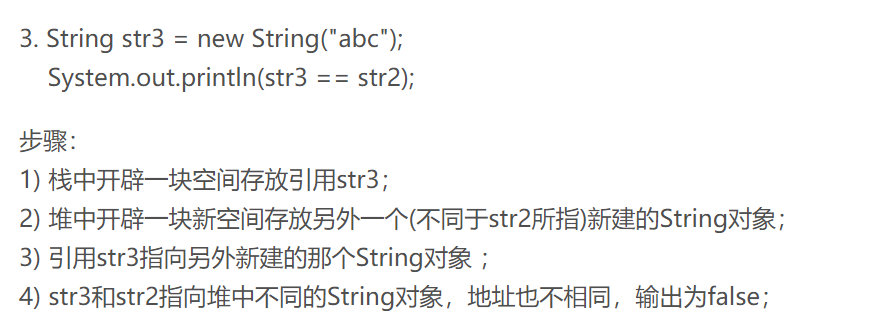 3. String str3 = new String("abc");
System.out.println(str3 == str2);
步骤：
1) 栈中开辟一块空间存放引用str3；
2) 堆中开辟一块新空间存放另外一个(不同于str2所指)新建的String对象；
3) 引用str3指向另外新建的那个String对象 ；
4) str3和str2指向堆中不同的String对象，地址也不相同，输出为false；